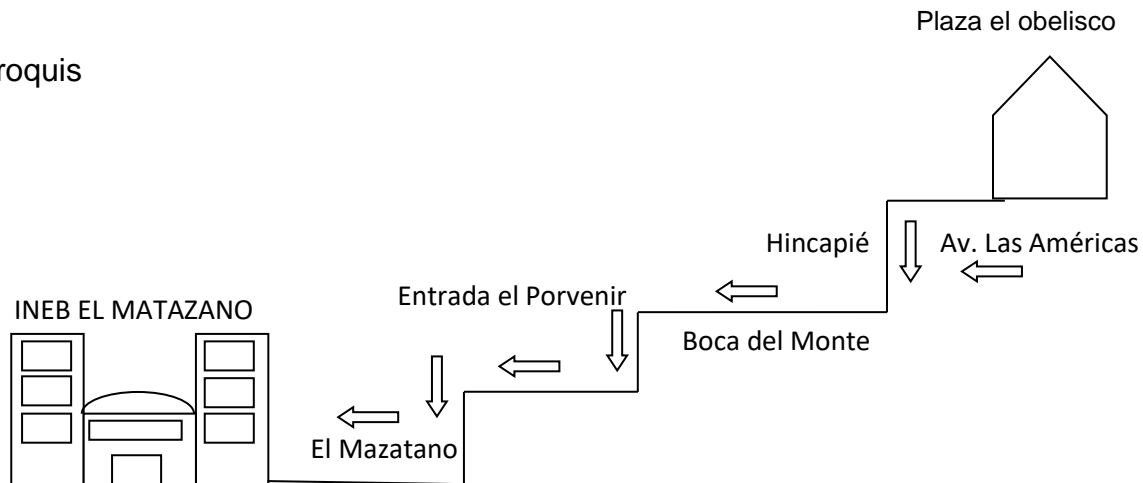 Plaza el obelisco
roquis
Hincapié
Av. Las Américas
Entrada el Porvenir
INEB EL MATAZANO
Boca del Monte
El Mazatano